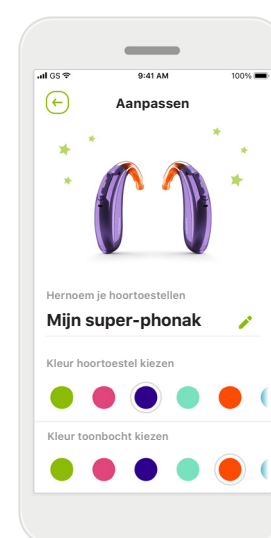 GS 9:41 AM 100%
Aanpassen
Hernoem je hoortoestellen
Mijn super-phonak
Kleur hoortoestel kiezen
Kleur toonbocht kiezen